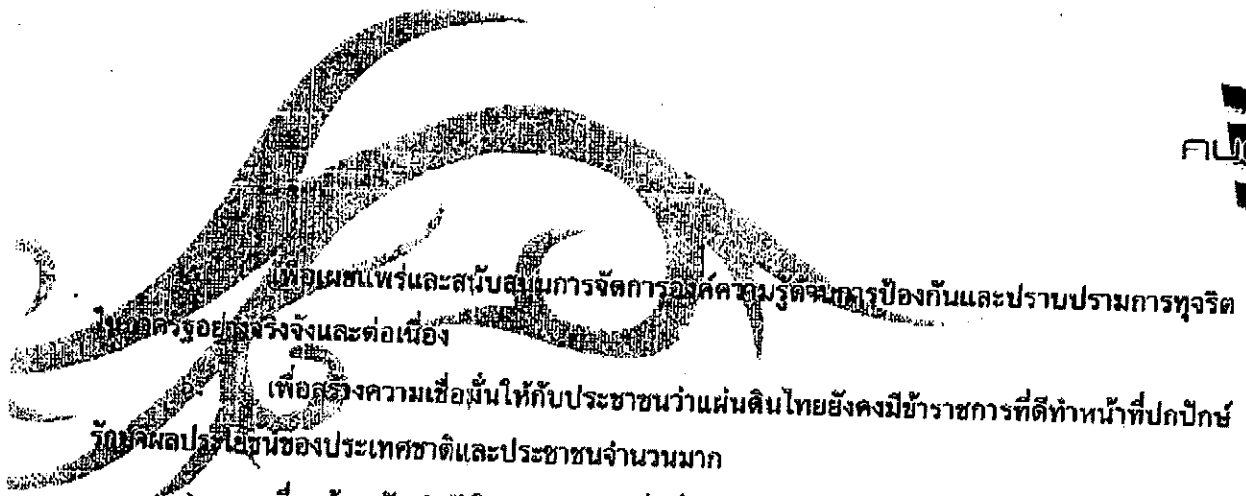 เพื่อเผยแพร่และสนับสนุนการจัดการองค์ความรู้ด้านการป้องกันและปราบปรามการทุจริต
ในภาครัฐอย่างจริงจังและต่อเนื่อง
เพื่อสร้างความเชื่อมั่นให้กับประชาชนว่าแผ่นดินไทยยังคงมีข้าราชการที่ดีทำหน้าที่ปกปักษ์
รักษาผลประโยชน์ของประเทศชาติและประชาชนจำนวนมาก